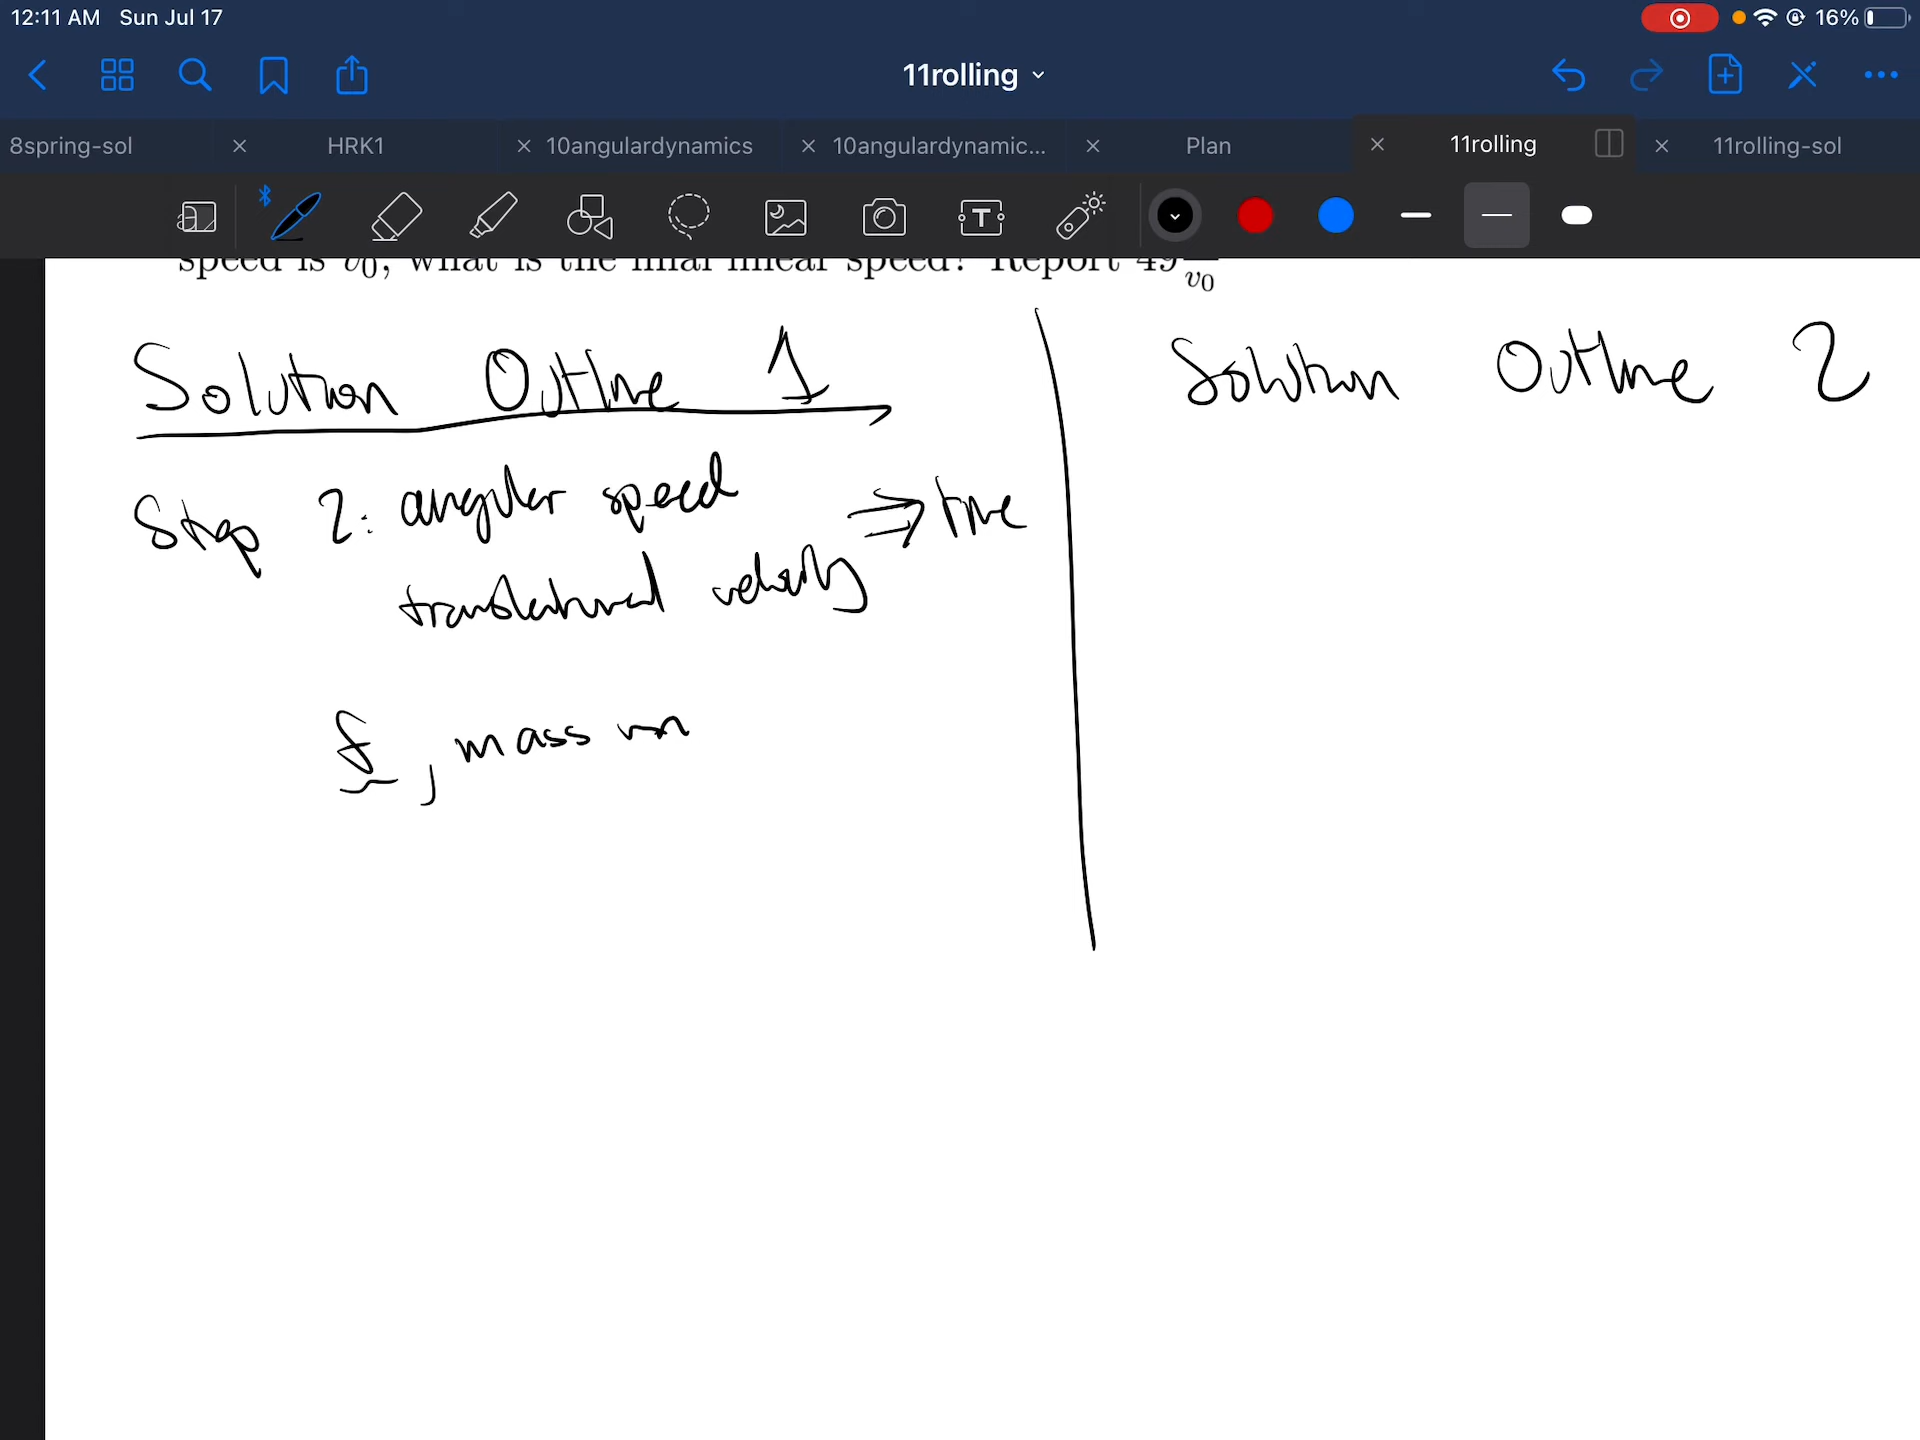 12:11 AM Sun Jul 17 16%
11rolling
8spring-sol HRK1 10angulardynamics 10angulardynamic... Plan 11rolling 11rolling-sol
speed is v₀, what is the final linear speed? Report 49 v₀
Solution Outline 1
Step 2: angular speed ⇒ time
translational velocity
f, mass m
Solution Outline 2